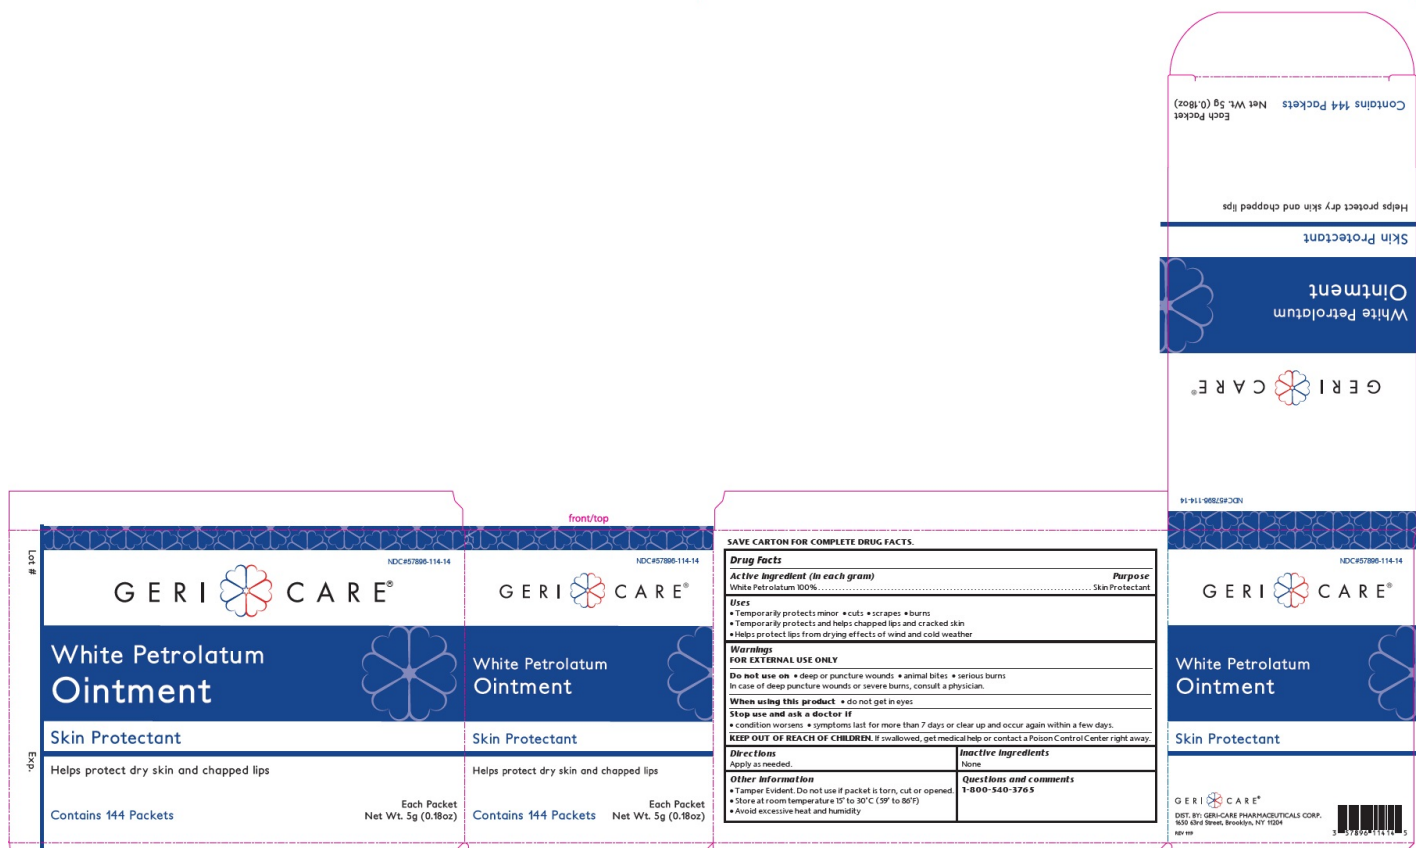 Contains 144 Packets
Each Packet
Net Wt. 5g (0.18oz)
Helps protect dry skin and chapped lips
Skin Protectant
White Petrolatum
Ointment
GERI CARE®
NDC#57896-114-14
Lot #
Exp.
NDC#57896-114-14
GERI CARE®
White Petrolatum
Ointment
Skin Protectant
Helps protect dry skin and chapped lips
Contains 144 Packets
Each Packet
Net Wt. 5g (0.18oz)
front/top
NDC#57896-114-14
GERI CARE®
White Petrolatum
Ointment
Skin Protectant
Helps protect dry skin and chapped lips
Contains 144 Packets
Each Packet
Net Wt. 5g (0.18oz)
SAVE CARTON FOR COMPLETE DRUG FACTS.
Drug Facts
Active Ingredient (in each gram) Purpose
White Petrolatum 100%........Skin Protectant
Uses
• Temporarily protects minor • cuts • scrapes • burns
• Temporarily protects and helps chapped lips and cracked skin
• Helps protect lips from drying effects of wind and cold weather
Warnings
FOR EXTERNAL USE ONLY
Do not use on • deep or puncture wounds • animal bites • serious burns
In case of deep puncture wounds or severe burns, consult a physician.
When using this product • do not get in eyes
Stop use and ask a doctor if
• condition worsens • symptoms last for more than 7 days or clear up and occur again within a few days.
KEEP OUT OF REACH OF CHILDREN. If swallowed, get medical help or contact a Poison Control Center right away.
Directions
Apply as needed.
Inactive Ingredients
None
Other Information
• Tamper Evident. Do not use if packet is torn, cut or opened.
• Store at room temperature 15° to 30°C (59° to 86°F)
• Avoid excessive heat and humidity
Questions and comments
1-800-540-3765
NDC#57896-114-14
GERI CARE®
White Petrolatum
Ointment
Skin Protectant
GERI CARE®
DIST. BY: GERI-CARE PHARMACEUTICALS CORP.
1650 63rd Street, Brooklyn, NY 11204
REV 1119
3 57896 11414 5